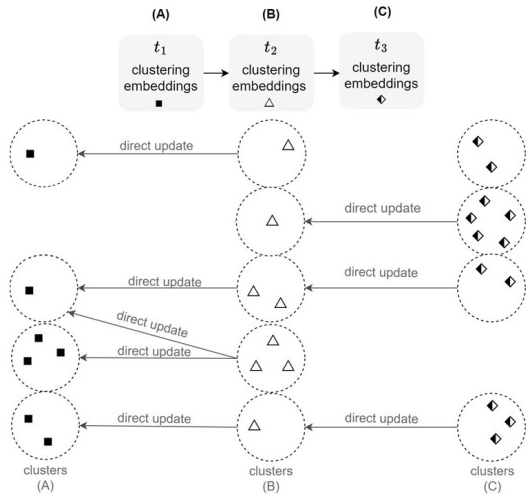 (A) (B) (C)
t₁ t₂ t₃
clustering clustering clustering
embeddings embeddings embeddings
direct update
direct update
direct update direct update
direct update
direct update
direct update direct update
clusters clusters clusters
(A) (B) (C)